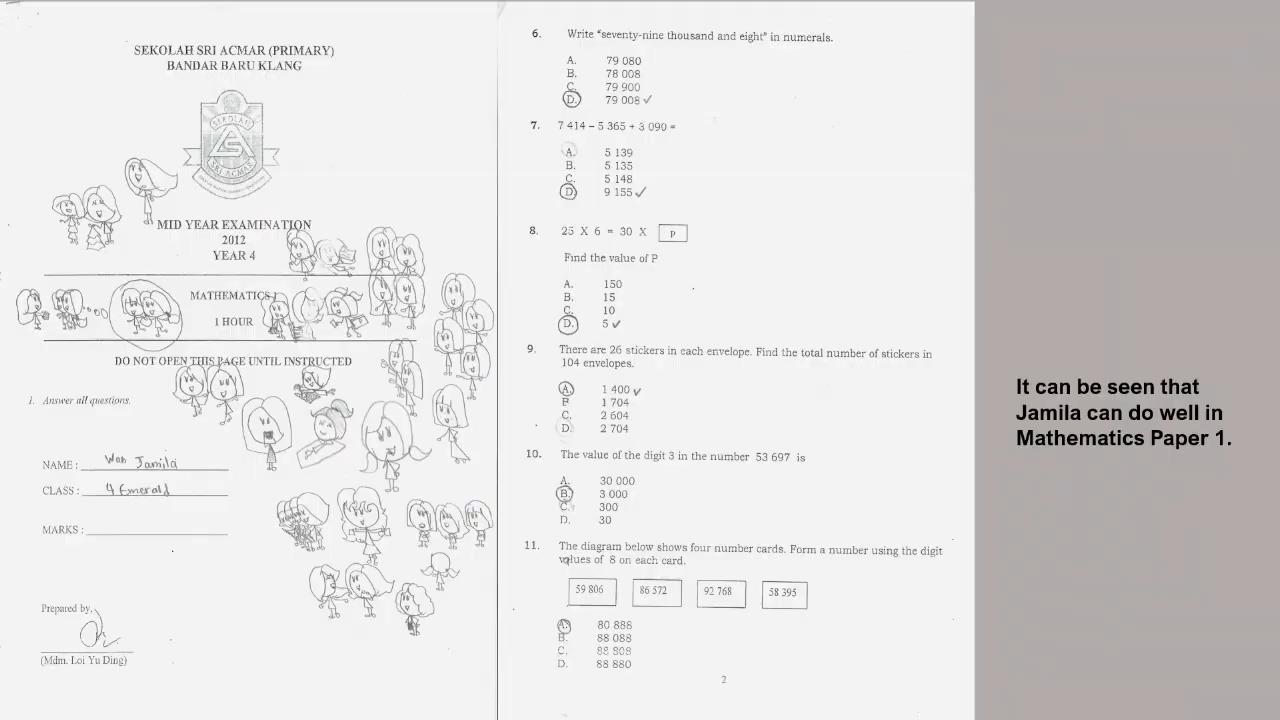 SEKOLAH SRI ACMAR (PRIMARY)
BANDAR BARU KLANG
SEKOLAH
SRI ACMAR
MID YEAR EXAMINATION
2012
YEAR 4
MATHEMATICS 1
1 HOUR
DO NOT OPEN THIS PAGE UNTIL INSTRUCTED
1. Answer all questions.
NAME : Wan Jamila
CLASS : 4 Emerald
MARKS :
Prepared by,
(Mdm. Loi Yu Ding)
6. Write "seventy-nine thousand and eight" in numerals.
A. 79 080
B. 78 008
C. 79 900
D. 79 008 ✓
7. 7 414 – 5 365 + 3 090 =
A. 5 139
B. 5 135
C. 5 148
D. 9 155 ✓
8. 25 X 6 = 30 X P
Find the value of P
A. 150
B. 15
C. 10
D. 5 ✓
9. There are 26 stickers in each envelope. Find the total number of stickers in
104 envelopes.
A. 1 400 ✓
B 1 704
C. 2 604
D. 2 704
10. The value of the digit 3 in the number 53 697 is
A. 30 000
B. 3 000
C. 300
D. 30
11. The diagram below shows four number cards. Form a number using the digit
values of 8 on each card.
59 806 86 572 92 768 58 395
A. 80 888
B. 88 088
C. 88 808
D. 88 880
2
It can be seen that
Jamila can do well in
Mathematics Paper 1.